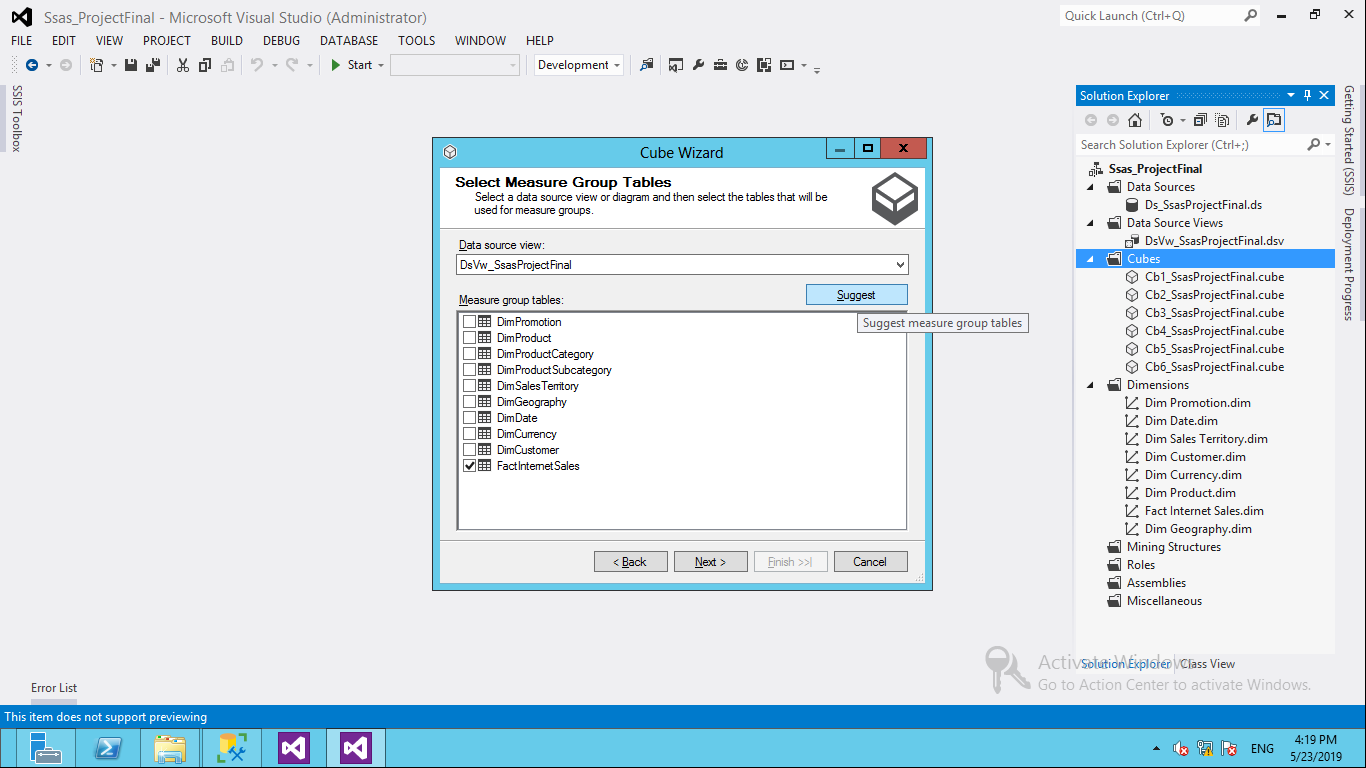 Ssas_ProjectFinal - Microsoft Visual Studio (Administrator)
Quick Launch (Ctrl+Q)
FILE EDIT VIEW PROJECT BUILD DEBUG DATABASE TOOLS WINDOW HELP
Start
Development
SSIS Toolbox
Cube Wizard
Select Measure Group Tables
Select a data source view or diagram and then select the tables that will be
used for measure groups.
Data source view:
DsVw_SsasProjectFinal
Suggest
Measure group tables:
Suggest measure group tables
DimPromotion
DimProduct
DimProductCategory
DimProductSubcategory
DimSalesTerritory
DimGeography
DimDate
DimCurrency
DimCustomer
FactInternetSales
< Back Next > Finish >>| Cancel
Solution Explorer
Search Solution Explorer (Ctrl+;)
Ssas_ProjectFinal
Data Sources
Ds_SsasProjectFinal.ds
Data Source Views
DsVw_SsasProjectFinal.dsv
Cubes
Cb1_SsasProjectFinal.cube
Cb2_SsasProjectFinal.cube
Cb3_SsasProjectFinal.cube
Cb4_SsasProjectFinal.cube
Cb5_SsasProjectFinal.cube
Cb6_SsasProjectFinal.cube
Dimensions
Dim Promotion.dim
Dim Date.dim
Dim Sales Territory.dim
Dim Customer.dim
Dim Currency.dim
Dim Product.dim
Fact Internet Sales.dim
Dim Geography.dim
Mining Structures
Roles
Assemblies
Miscellaneous
Solution Explorer Class View
Getting Started (SSIS)
Deployment Progress
Activate Windows
Go to Action Center to activate Windows.
Error List
This item does not support previewing
ENG
4:19 PM
5/23/2019